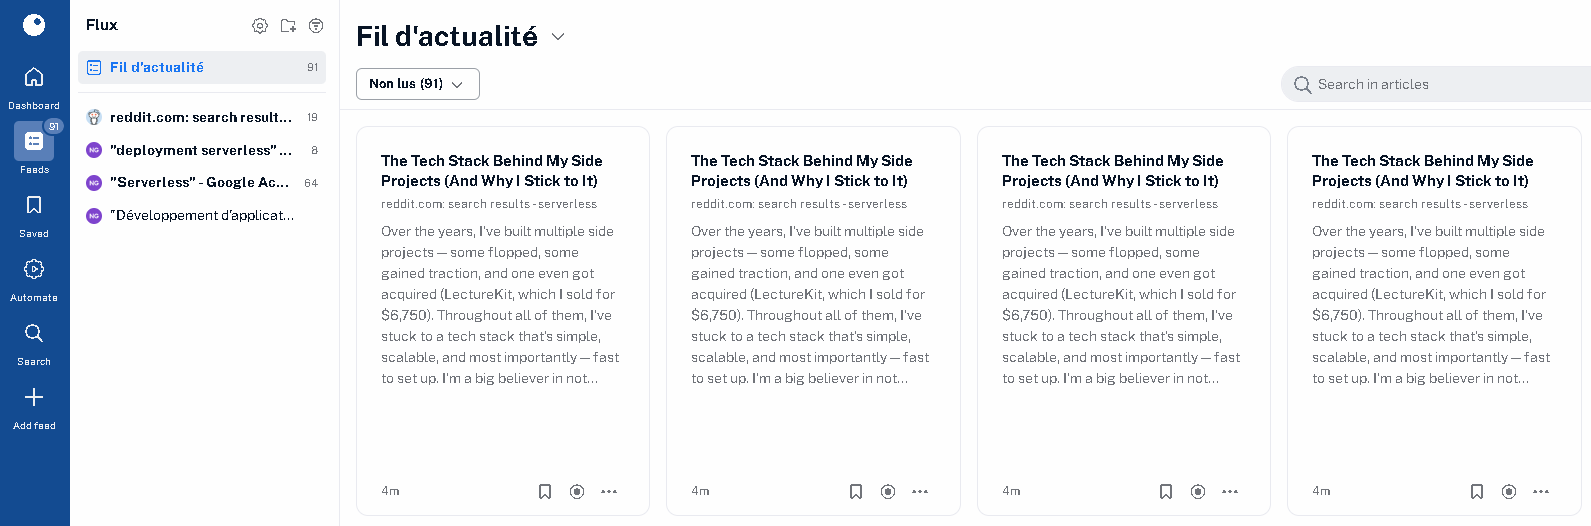 Dashboard
91
Feeds
Saved
Automate
Search
Add feed
Flux
Fil d'actualité 91
reddit.com: search result... 19
NG "deployment serverless" ... 8
NG "Serverless" - Google Ac... 64
NG "Développement d'applicat...
Fil d'actualité
Non lus (91)
Search in articles
The Tech Stack Behind My Side
Projects (And Why I Stick to It)
reddit.com: search results - serverless
Over the years, I've built multiple side
projects — some flopped, some
gained traction, and one even got
acquired (LectureKit, which I sold for
$6,750). Throughout all of them, I've
stuck to a tech stack that's simple,
scalable, and most importantly — fast
to set up. I'm a big believer in not...
4m
The Tech Stack Behind My Side
Projects (And Why I Stick to It)
reddit.com: search results - serverless
Over the years, I've built multiple side
projects — some flopped, some
gained traction, and one even got
acquired (LectureKit, which I sold for
$6,750). Throughout all of them, I've
stuck to a tech stack that's simple,
scalable, and most importantly — fast
to set up. I'm a big believer in not...
4m
The Tech Stack Behind My Side
Projects (And Why I Stick to It)
reddit.com: search results - serverless
Over the years, I've built multiple side
projects — some flopped, some
gained traction, and one even got
acquired (LectureKit, which I sold for
$6,750). Throughout all of them, I've
stuck to a tech stack that's simple,
scalable, and most importantly — fast
to set up. I'm a big believer in not...
4m
The Tech Stack Behind My Side
Projects (And Why I Stick to It)
reddit.com: search results - serverless
Over the years, I've built multiple side
projects — some flopped, some
gained traction, and one even got
acquired (LectureKit, which I sold for
$6,750). Throughout all of them, I've
stuck to a tech stack that's simple,
scalable, and most importantly — fast
to set up. I'm a big believer in not...
4m